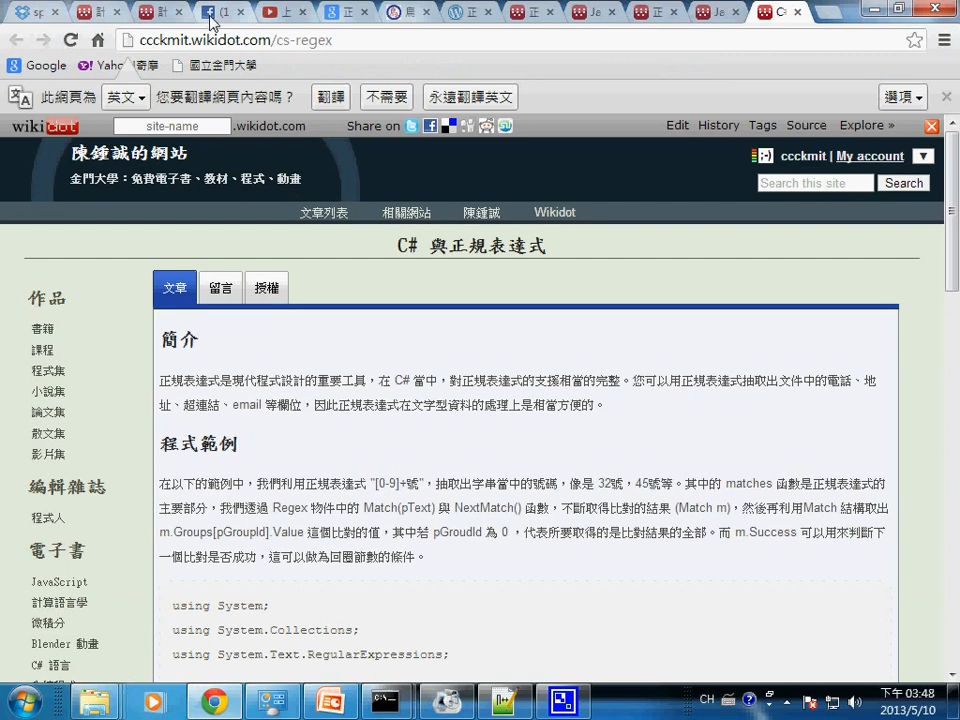 sp
計
計
(1
上
正
正
正
Ja
正
Ja
C#
ccckmit.wikidot.com/cs-regex
Google
Yahoo!奇摩
國立金門大學
此網頁為 英文 您要翻譯網頁內容嗎？ 翻譯 不需要 永遠翻譯英文 選項
wikidot site-name .wikidot.com Share on Edit History Tags Source Explore »
陳鍾誠的網站
ccckmit | My account ▼
金門大學：免費電子書、教材、程式、動畫
Search this site Search
文章列表 相關網站 陳鍾誠 Wikidot
C# 與正規表達式
作品
書籍
課程
程式集
小說集
論文集
散文集
影片集
編輯雜誌
程式人
電子書
JavaScript
計算語言學
微積分
Blender 動畫
C# 語言
文章 留言 授權
簡介
正規表達式是現代程式設計的重要工具，在 C# 當中，對正規表達式的支援相當的完整。您可以用正規表達式抽取出文件中的電話、地
址、超連結、email 等欄位，因此正規表達式在文字型資料的處理上是相當方便的。
程式範例
在以下的範例中，我們利用正規表達式 "[0-9]+號"，抽取出字串當中的號碼，像是 32號，45號等。其中的 matches 函數是正規表達式的
主要部分，我們透過 Regex 物件中的 Match(pText) 與 NextMatch() 函數，不斷取得比對的結果 (Match m)，然後再利用Match 結構取出
m.Groups[pGroupId].Value 這個比對的值，其中若 pGroudId 為 0 ，代表所要取得的是比對結果的全部。而 m.Success 可以用來判斷下
一個比對是否成功，這可以做為回圈節數的條件。
using System;
using System.Collections;
using System.Text.RegularExpressions;
CH
下午 03:48
2013/5/10